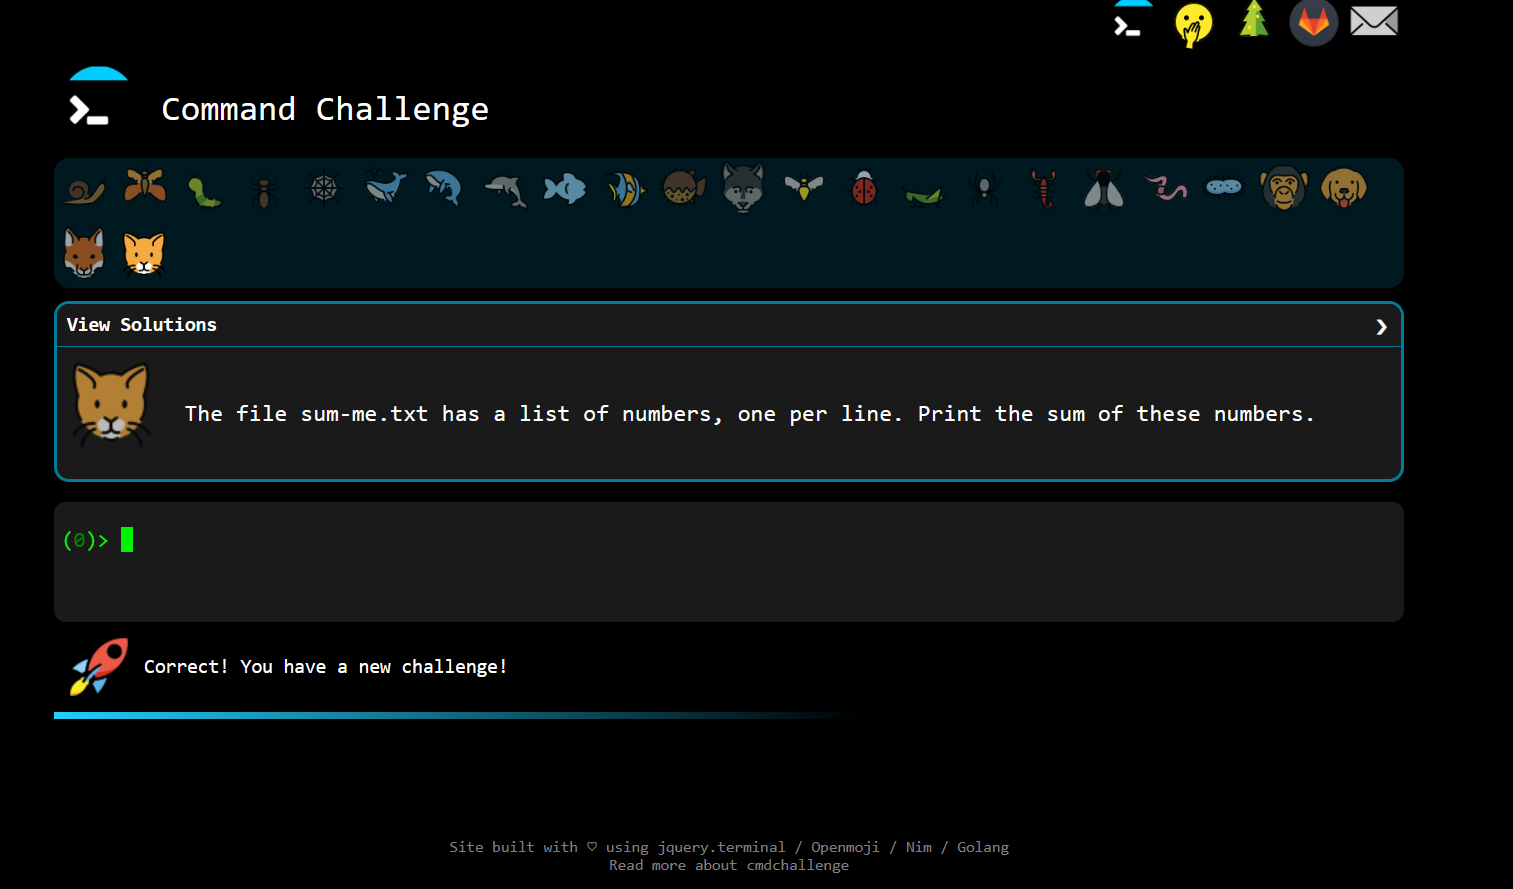 Command Challenge
View Solutions
The file sum-me.txt has a list of numbers, one per line. Print the sum of these numbers.
(0)>
Correct! You have a new challenge!
Site built with ♡ using jquery.terminal / Openmoji / Nim / Golang
Read more about cmdchallenge